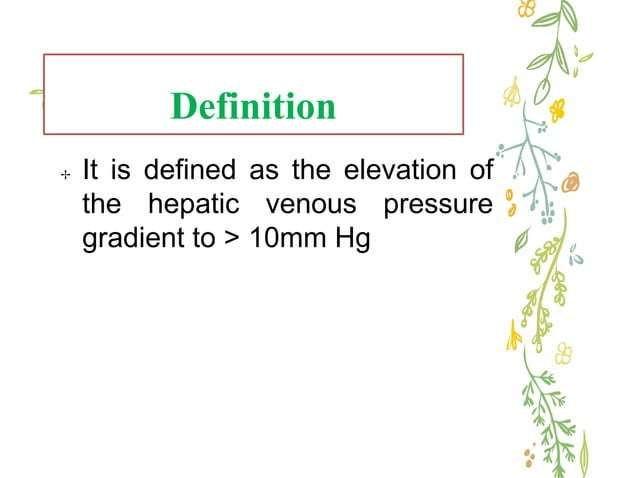 Definition
It is defined as the elevation of
the hepatic venous pressure
gradient to > 10mm Hg